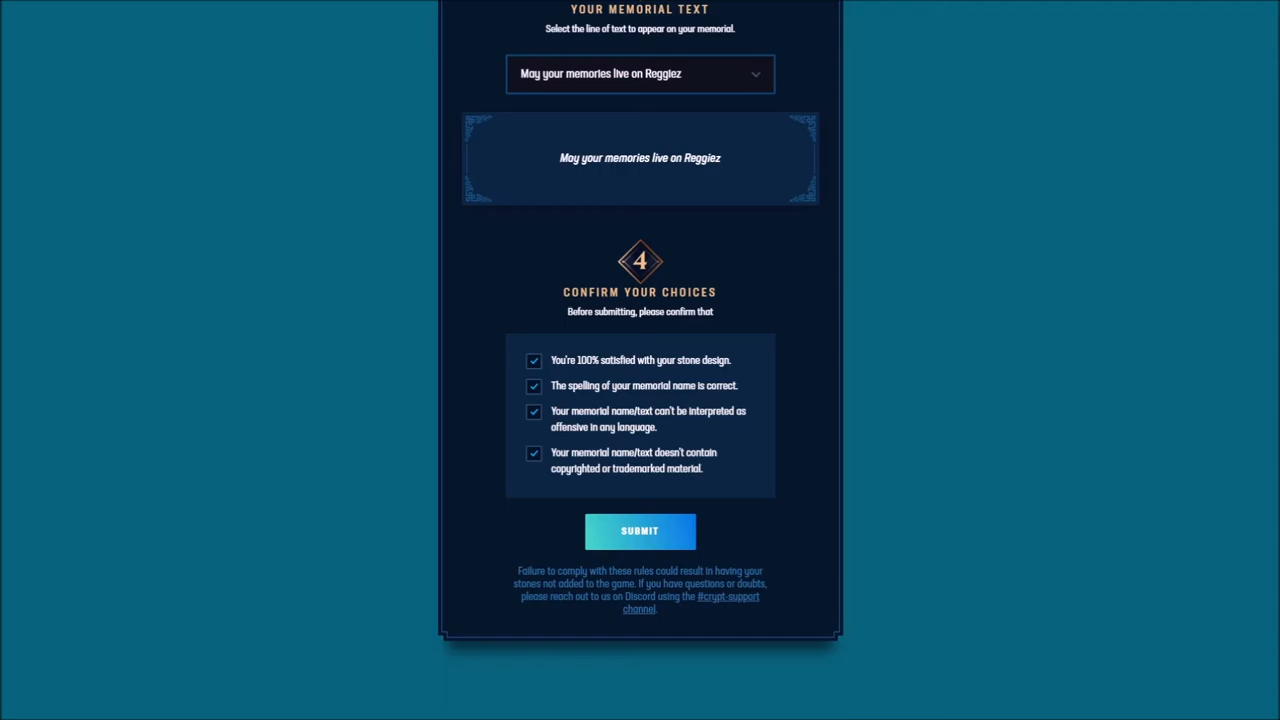 YOUR MEMORIAL TEXT
Select the line of text to appear on your memorial.
May your memories live on Reggiez
May your memories live on Reggiez
4
CONFIRM YOUR CHOICES
Before submitting, please confirm that
You're 100% satisfied with your stone design.
The spelling of your memorial name is correct.
Your memorial name/text can't be interpreted as
offensive in any language.
Your memorial name/text doesn't contain
copyrighted or trademarked material.
SUBMIT
Failure to comply with these rules could result in having your
stones not added to the game. If you have questions or doubts,
please reach out to us on Discord using the #crypt-support
channel.